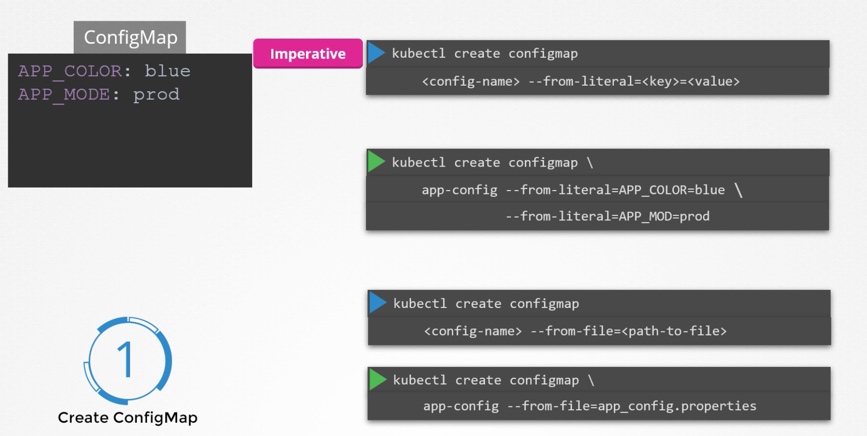 ConfigMap
APP_COLOR: blue
APP_MODE: prod
Imperative
kubectl create configmap
<config-name> --from-literal=<key>=<value>
kubectl create configmap \
app-config --from-literal=APP_COLOR=blue \
--from-literal=APP_MOD=prod
kubectl create configmap
<config-name> --from-file=<path-to-file>
kubectl create configmap \
app-config --from-file=app_config.properties
1
Create ConfigMap